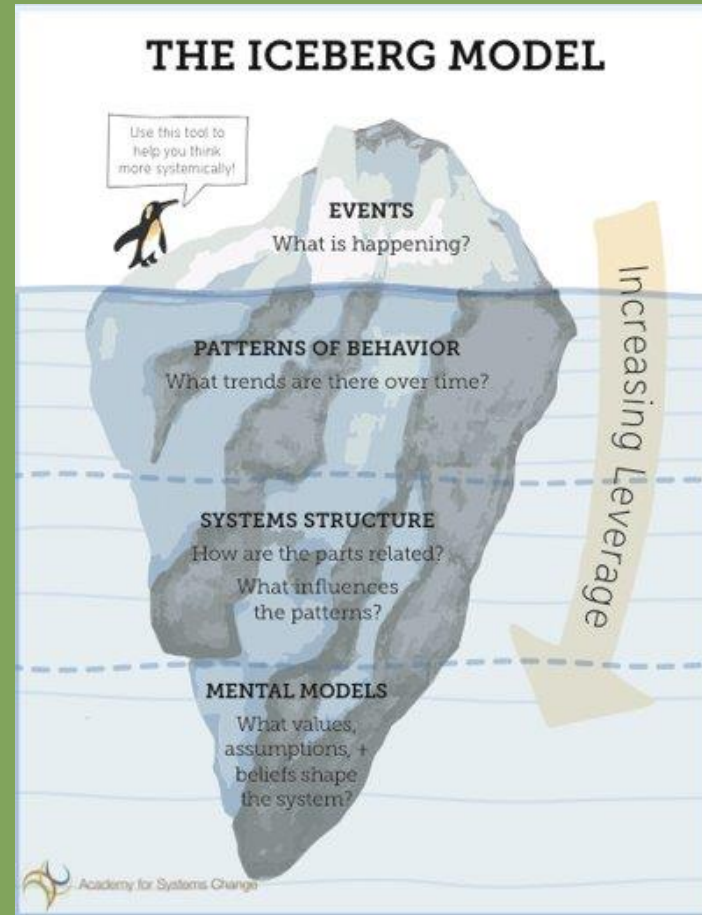 THE ICEBERG MODEL
Use this tool to
help you think
more systemically!
EVENTS
What is happening?
PATTERNS OF BEHAVIOR
What trends are there over time?
SYSTEMS STRUCTURE
How are the parts related?
What influences
the patterns?
MENTAL MODELS
What values,
assumptions, +
beliefs shape
the system?
Increasing Leverage
Academy for Systems Change